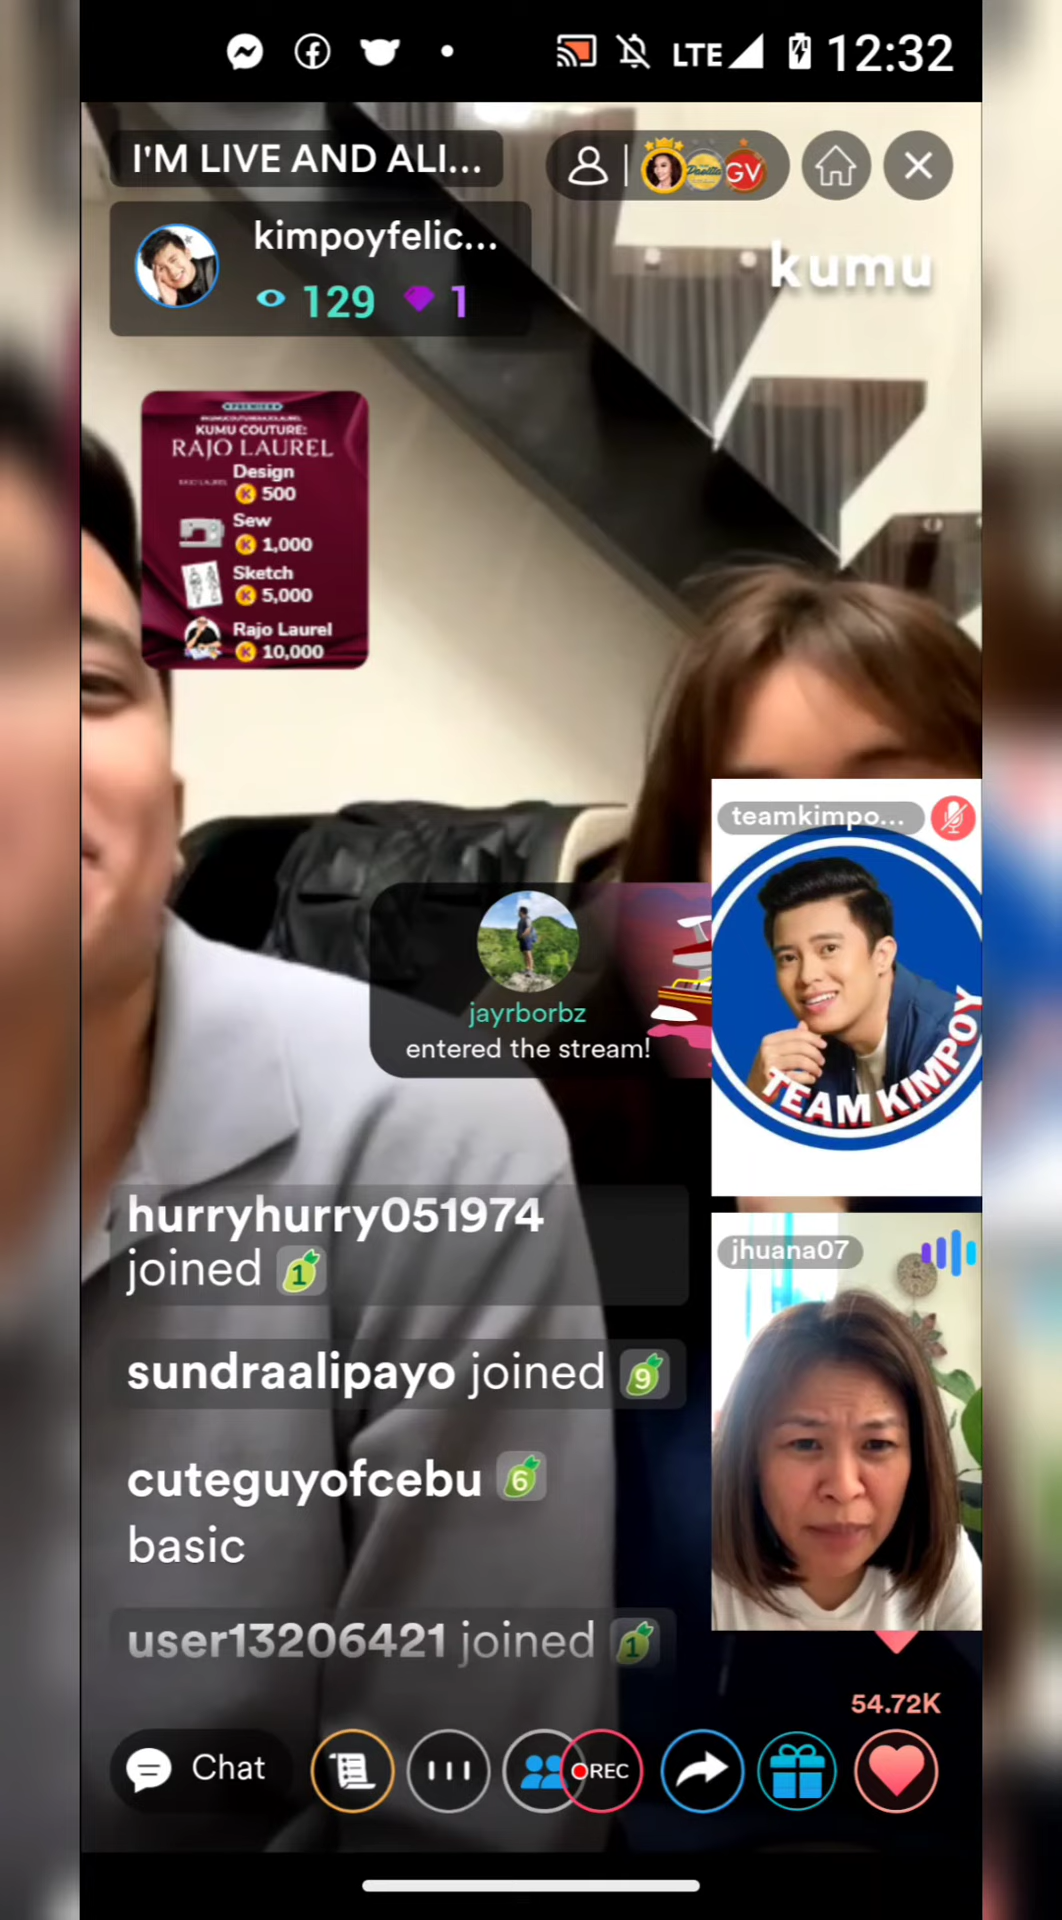 LTE 12:32
I'M LIVE AND ALI...
GV
kimpoyfelic...
129 1
kumu
KUMU COUTURE:
RAJO LAUREL
Design
RAJO LAUREL
K 500
Sew
K 1,000
Sketch
K 5,000
Rajo Laurel
K 10,000
teamkimpo...
TEAM KIMPOY
jayrborbz
entered the stream!
hurryhurry051974
joined 1
jhuana07
sundraalipayo joined 9
cuteguyofcebu 6
basic
user13206421 joined 1
54.72K
Chat
REC